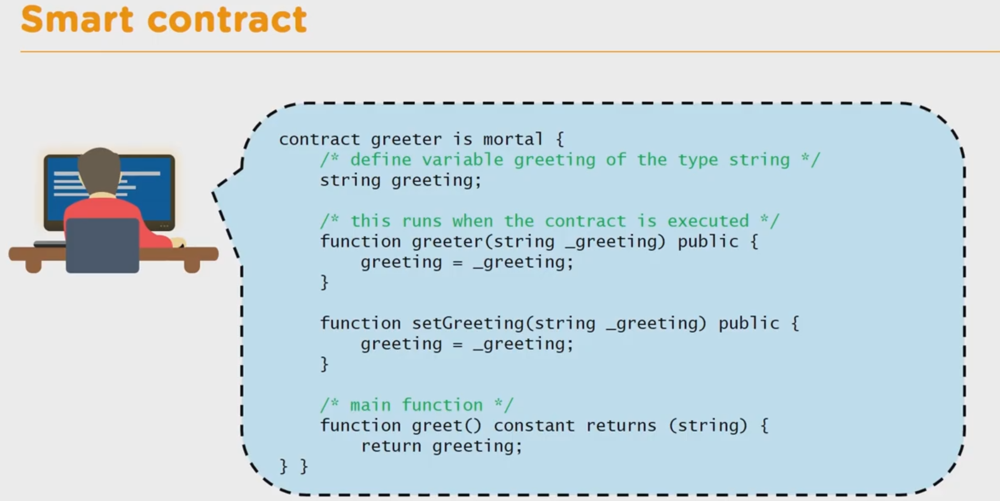 Smart contract
contract greeter is mortal {
/* define variable greeting of the type string */
string greeting;
/* this runs when the contract is executed */
function greeter(string _greeting) public {
greeting = _greeting;
}
function setGreeting(string _greeting) public {
greeting = _greeting;
}
/* main function */
function greet() constant returns (string) {
return greeting;
} }